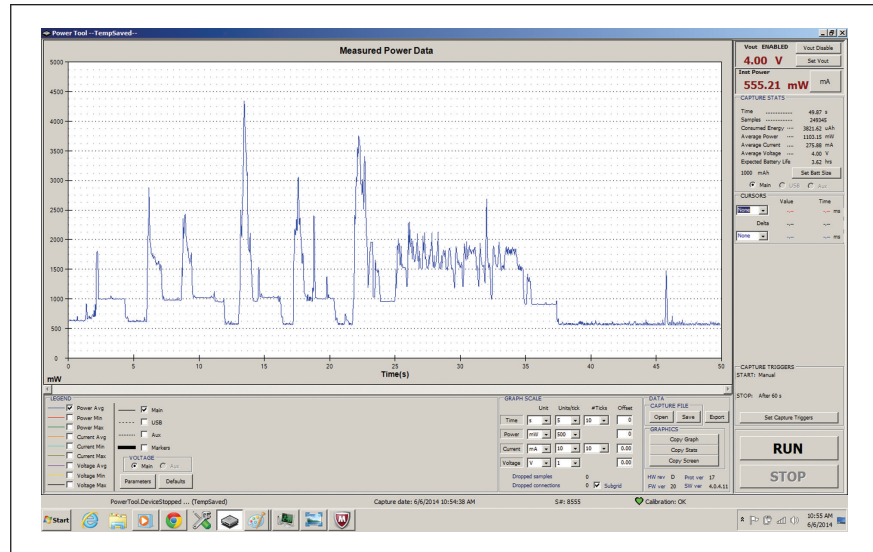 Power Tool --TempSaved--
Measured Power Data
5000
4500
4000
3500
3000
2500
2000
1500
1000
500
0
0 5 10 15 20 25 30 35 40 45 50
mW
Time(s)
Vout ENABLED
Vout Disable
4.00 V
Set Vout
Inst Power
555.21 mW
mA
CAPTURE STATS
Time ---------------- 49.87 s
Samples ---------------- 249345
Consumed Energy ---- 3821.62 uAh
Average Power ---- 1103.15 mW
Average Current ---- 275.88 mA
Average Voltage ---- 4.00 V
Expected Battery Life 3.62 hrs
1000 mAh
Set Batt Size
Main USB Aux
CURSORS
Value Time
None -.-- -.-- ms
Delta -.-- -.--
None -.-- -.-- ms
CAPTURE TRIGGERS
START: Manual
STOP: After 60 s
Set Capture Triggers
RUN
STOP
LEGEND
Power Avg
Power Min
Power Max
Current Avg
Current Min
Current Max
Voltage Avg
Voltage Min
Voltage Max
Main
USB
Aux
Markers
VOLTAGE
Main Aux
Parameters
Defaults
GRAPH SCALE
Unit Units/tick #Ticks Offset
Time s 5 10 0
Power mW 500 0
Current mA 10 10 0.00
Voltage V 1 0.00
Dropped samples 0
Dropped connections 0 Subgrid
DATA
CAPTURE FILE
Open Save Export
GRAPHICS
Copy Graph
Copy Stats
Copy Screen
HW rev D Prot ver 17
FW ver 20 SW ver 4.0.4.11
PowerTool.DeviceStopped ... (TempSaved)
Capture date: 6/6/2014 10:54:38 AM
S#: 8555
Calibration: OK
Start
10:55 AM
6/6/2014